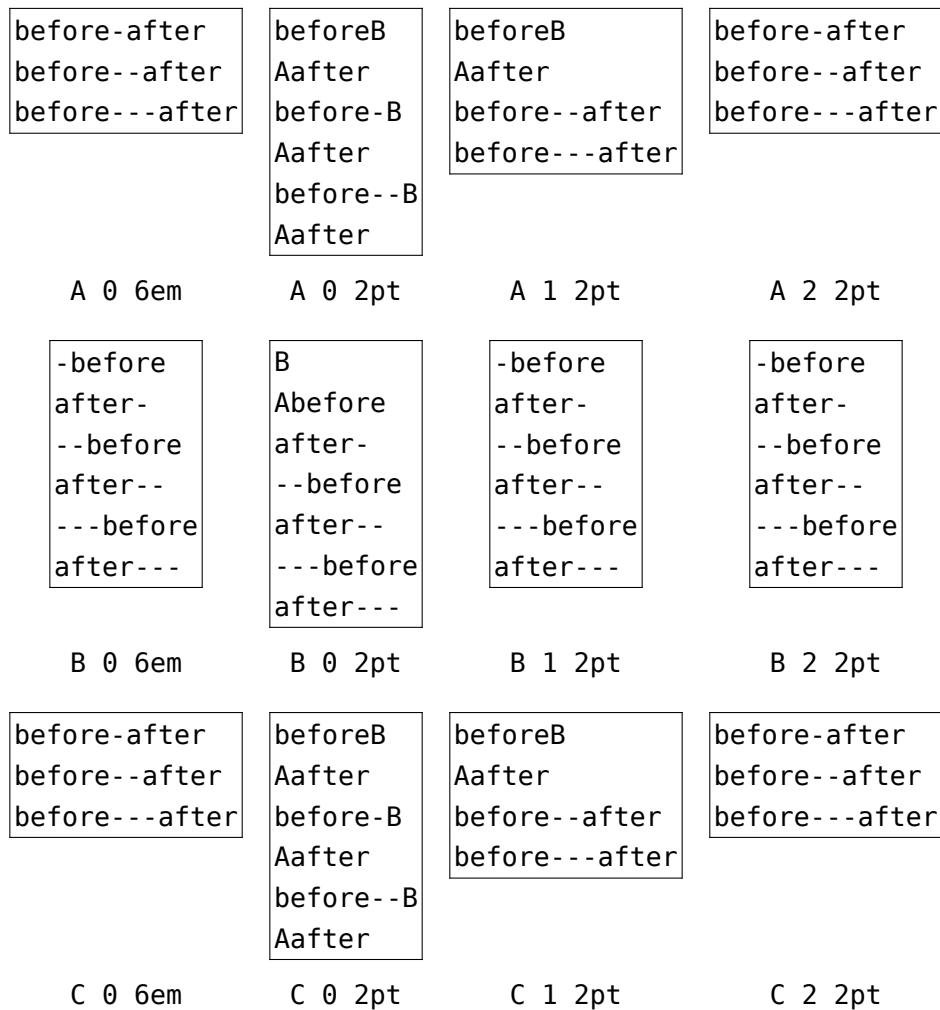 before-after
before--after
before---after
A 0 6em
beforeB
Aafter
before-B
Aafter
before--B
Aafter
A 0 2pt
beforeB
Aafter
before--after
before---after
A 1 2pt
before-after
before--after
before---after
A 2 2pt
-before
after-
--before
after--
---before
after---
B 0 6em
B
Abefore
after-
--before
after--
---before
after---
B 0 2pt
-before
after-
--before
after--
---before
after---
B 1 2pt
-before
after-
--before
after--
---before
after---
B 2 2pt
before-after
before--after
before---after
C 0 6em
beforeB
Aafter
before-B
Aafter
before--B
Aafter
C 0 2pt
beforeB
Aafter
before--after
before---after
C 1 2pt
before-after
before--after
before---after
C 2 2pt